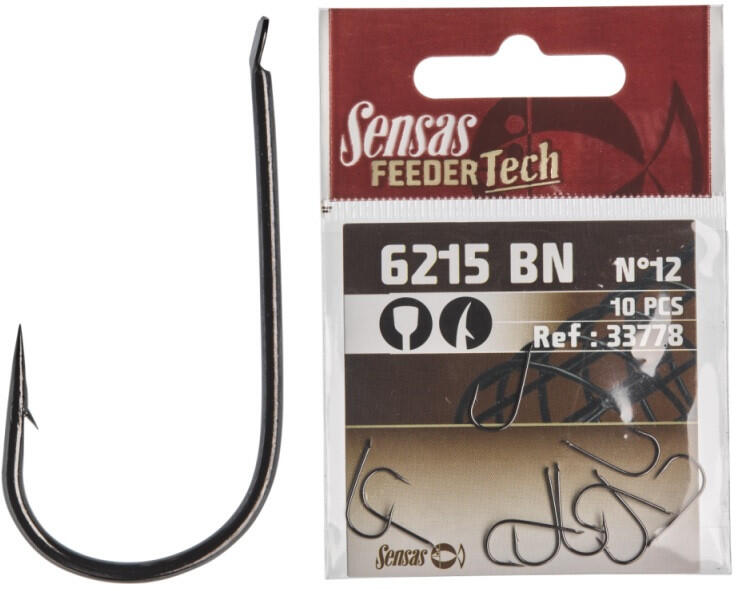 Sensas
FEEDER Tech
6215 BN N°12
10 PCS
Ref : 33778
Sensas